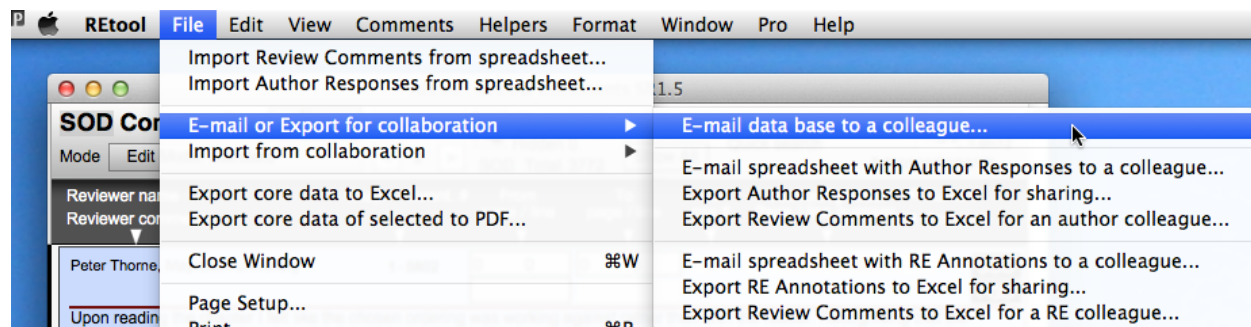 P REtool File Edit View Comments Helpers Format Window Pro Help
Import Review Comments from spreadsheet...
Import Author Responses from spreadsheet...
1.5
SOD
E-mail or Export for collaboration
E-mail data base to a colleague...
Mode Edit
Import from collaboration
E-mail spreadsheet with Author Responses to a colleague...
Reviewer
Export core data to Excel...
Export Author Responses to Excel for sharing...
Reviewer
Export core data of selected to PDF...
Export Review Comments to Excel for an author colleague...
Peter Thorne,
Close Window ⌘W
E-mail spreadsheet with RE Annotations to a colleague...
Export RE Annotations to Excel for sharing...
Page Setup...
Export Review Comments to Excel for a RE colleague...
Upon